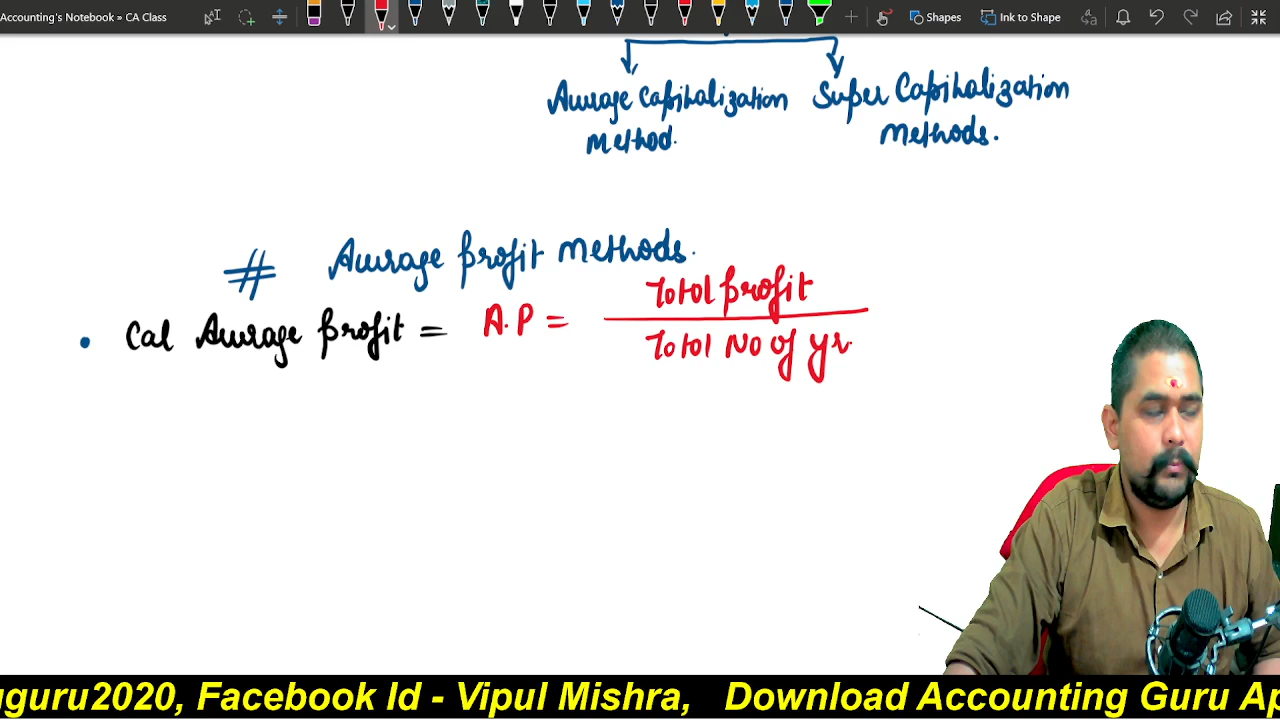 Accounting's Notebook » CA Class
Shapes
Ink to Shape
Average Capitalization
Method.
Super Capitalization
Methods.
# Average profit methods.
• Cal Average profit = A.P = Total profit
Total No of yr.
gguru2020, Facebook Id - Vipul Mishra, Download Accounting Guru Ap